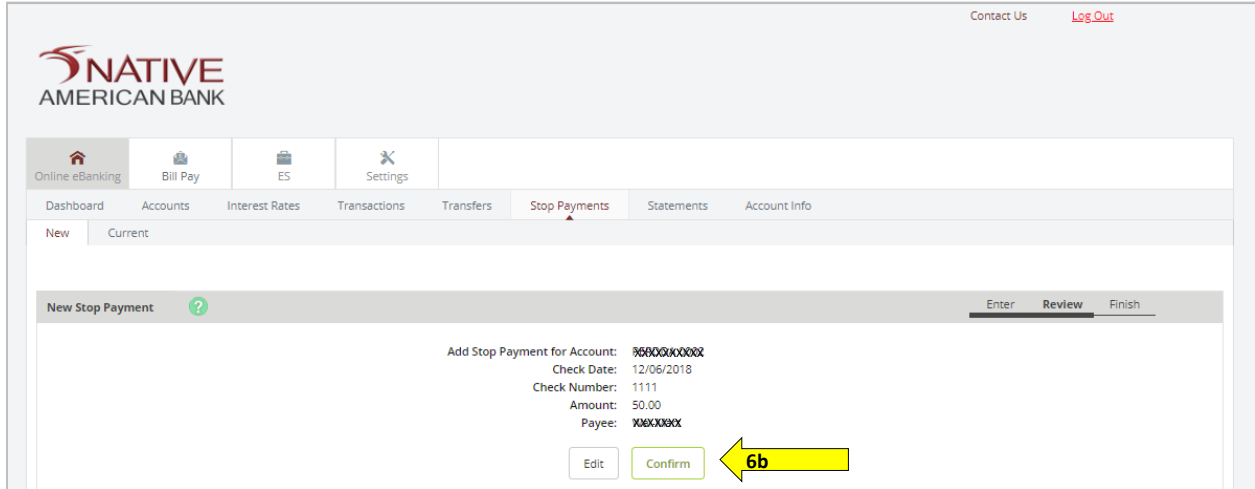 Contact Us Log Out
NATIVE
AMERICAN BANK
Online eBanking Bill Pay ES Settings
Dashboard Accounts Interest Rates Transactions Transfers Stop Payments Statements Account Info
New Current
New Stop Payment ? Enter Review Finish
Add Stop Payment for Account:
Check Date: 12/06/2018
Check Number: 1111
Amount: 50.00
Payee:
Edit Confirm 6b